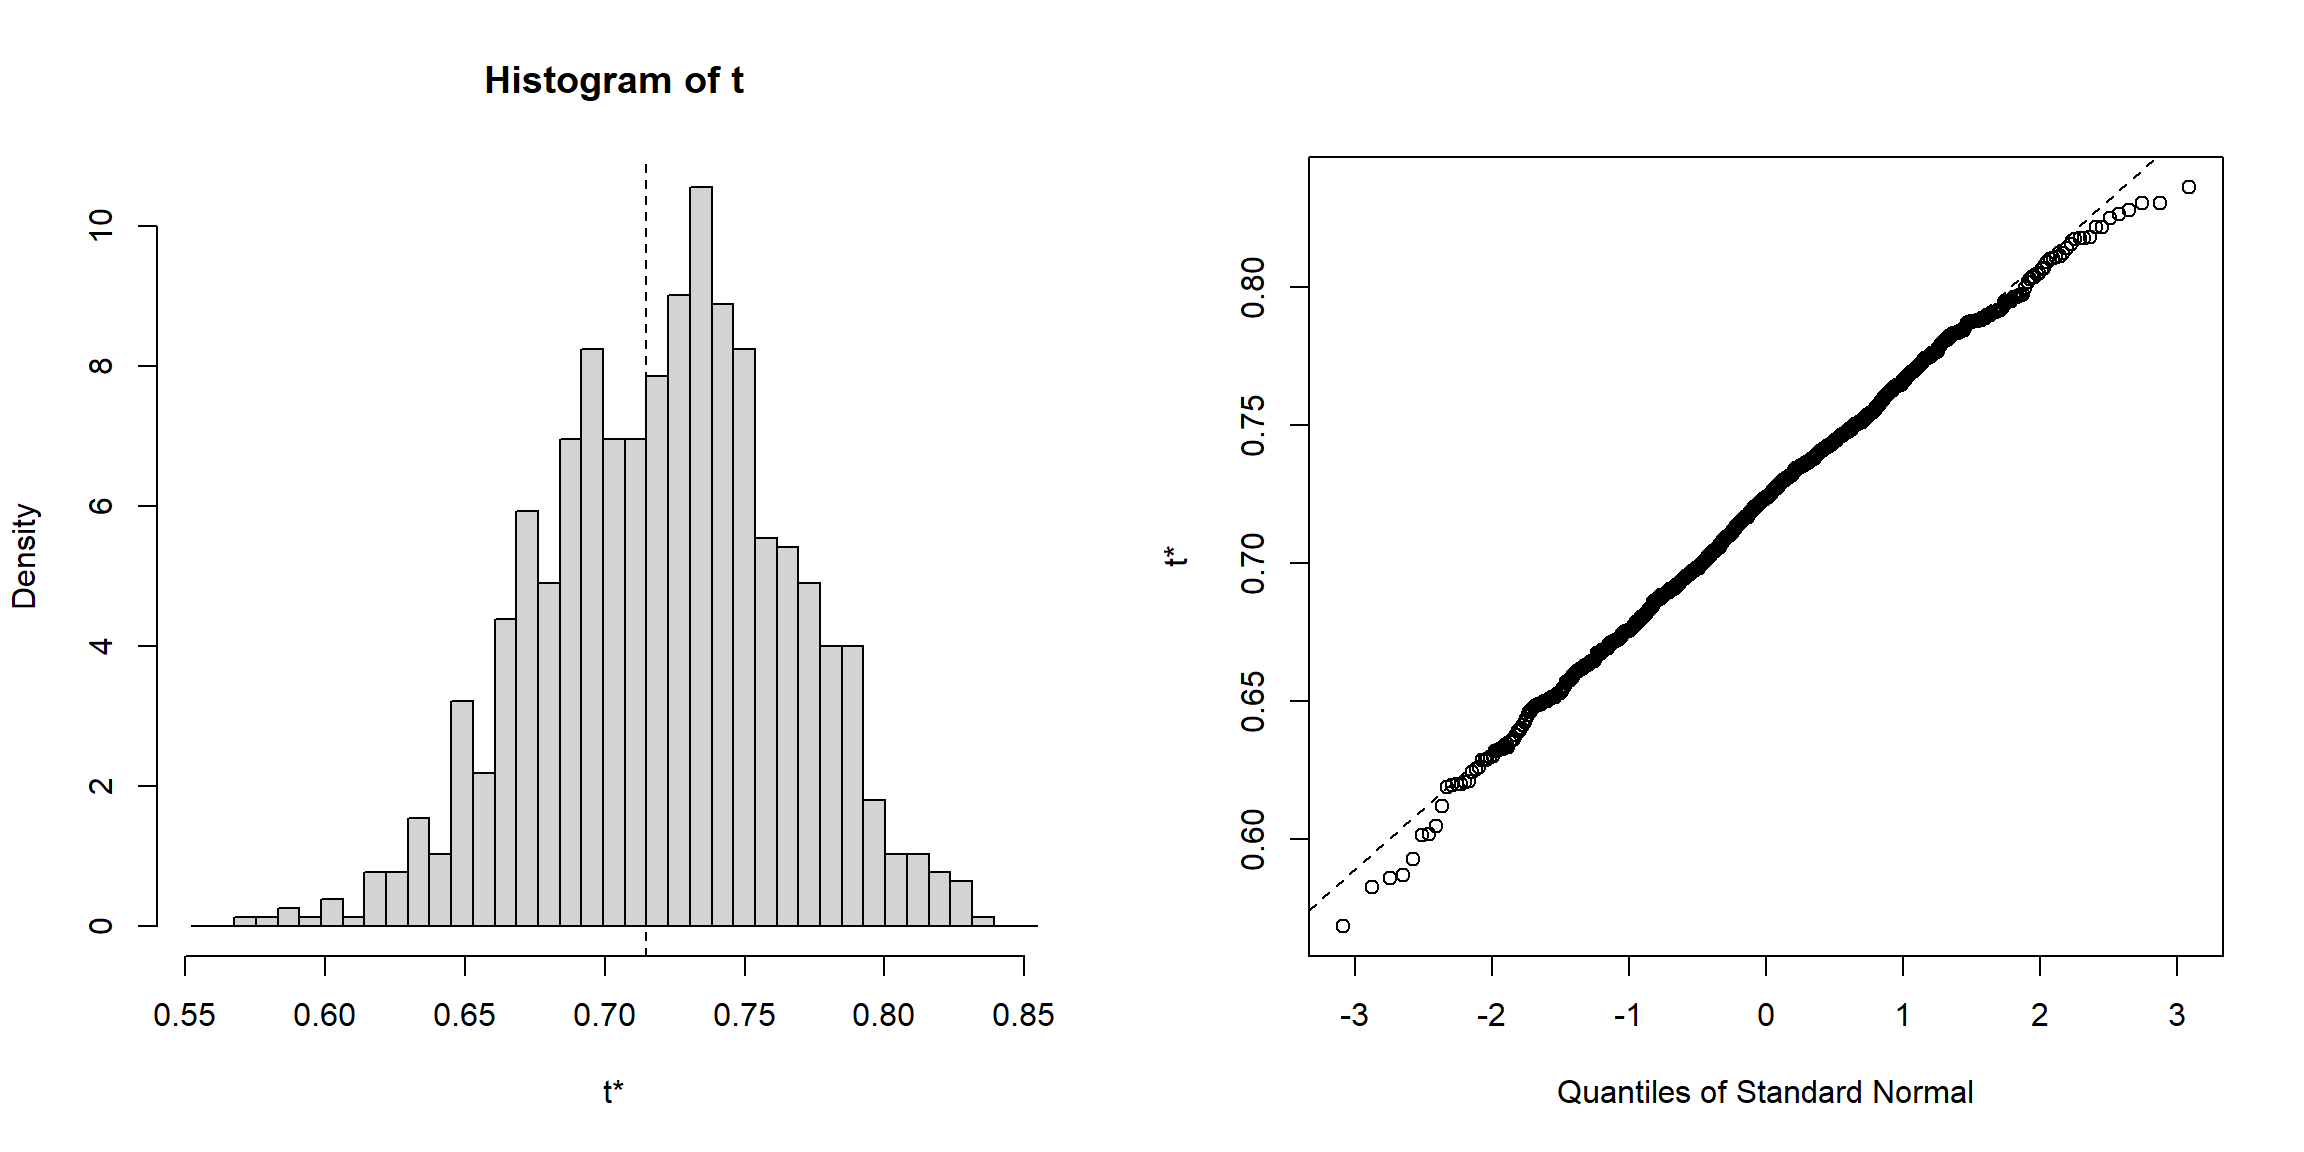 Histogram of t
Density
0
2
4
6
8
10
0.55 0.60 0.65 0.70 0.75 0.80 0.85
t*
t*
0.60
0.65
0.70
0.75
0.80
-3 -2 -1 0 1 2 3
Quantiles of Standard Normal